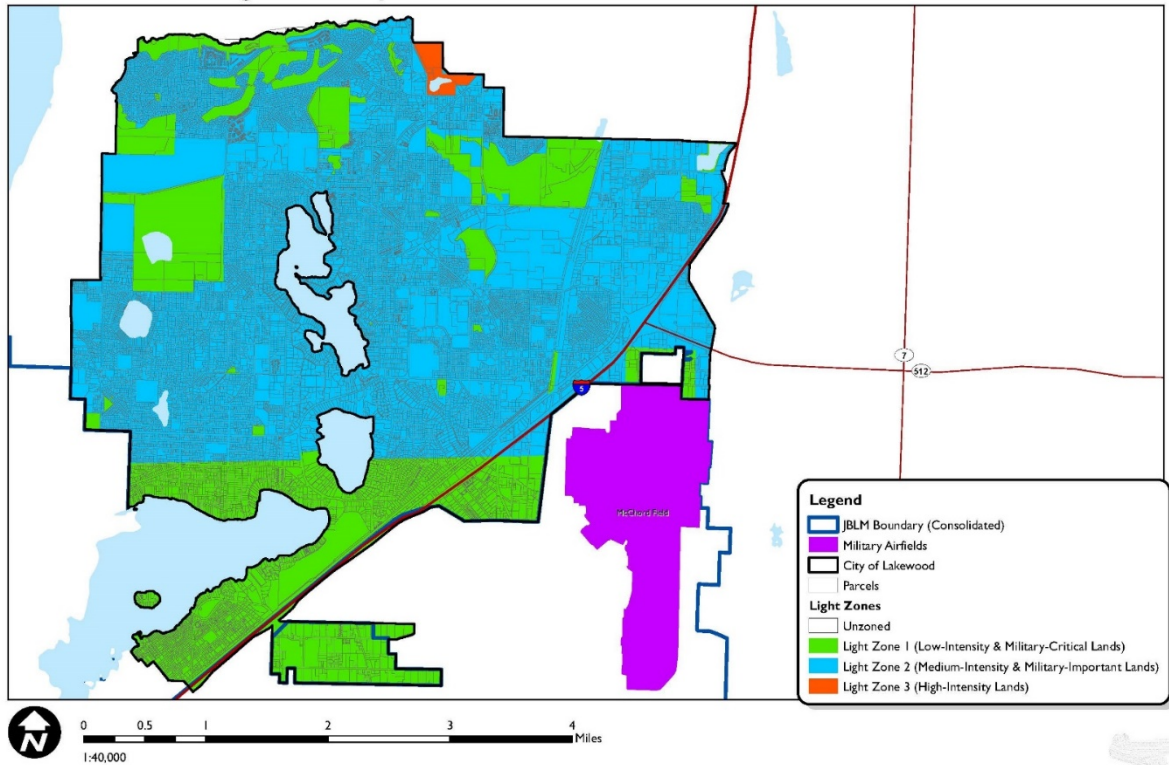 7
512
5
McChord Field
Legend
JBLM Boundary (Consolidated)
Military Airfields
City of Lakewood
Parcels
Light Zones
Unzoned
Light Zone 1 (Low-Intensity & Military-Critical Lands)
Light Zone 2 (Medium-Intensity & Military-Important Lands)
Light Zone 3 (High-Intensity Lands)
N
0 0.5 1 2 3 4
Miles
1:40,000